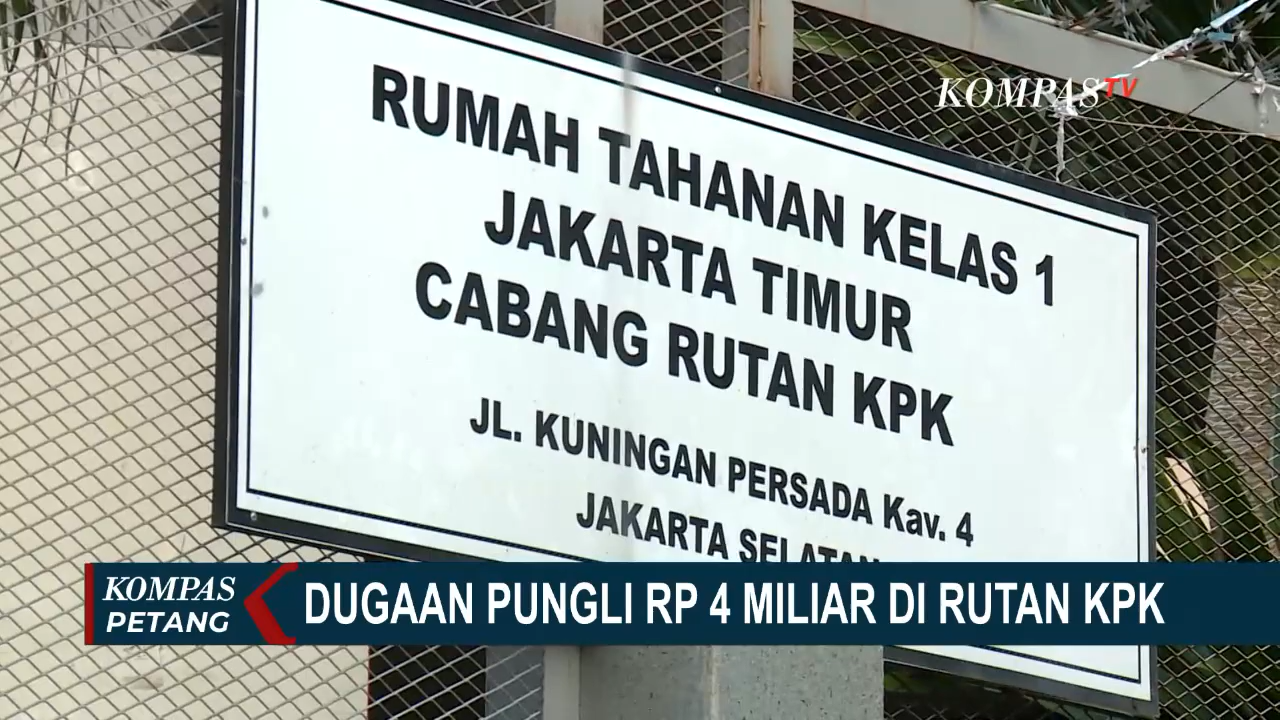 KOMPASTV
RUMAH TAHANAN KELAS 1
JAKARTA TIMUR
CABANG RUTAN KPK
JL. KUNINGAN PERSADA Kav. 4
JAKARTA SELATAN
KOMPAS
PETANG
DUGAAN PUNGLI RP 4 MILIAR DI RUTAN KPK